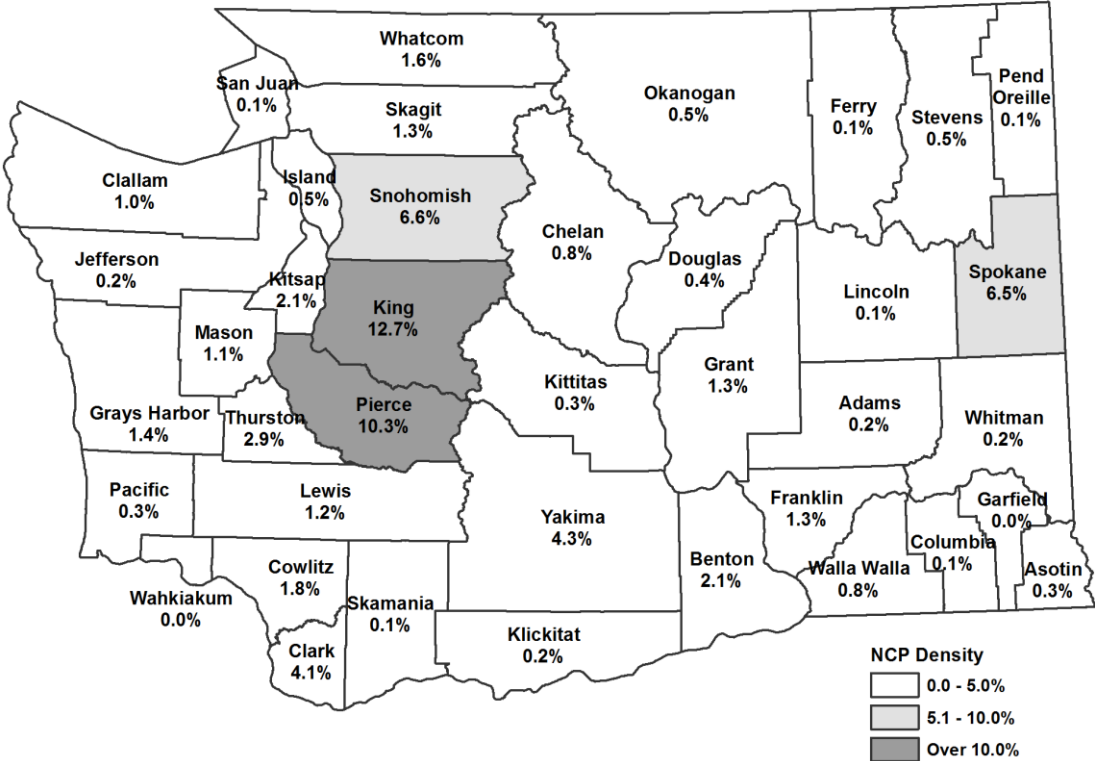 Whatcom
1.6%
San Juan
0.1%
Skagit
1.3%
Okanogan
0.5%
Ferry
0.1%
Stevens
0.5%
Pend
Oreille
0.1%
Clallam
1.0%
Island
0.5%
Snohomish
6.6%
Chelan
0.8%
Douglas
0.4%
Jefferson
0.2%
Kitsap
2.1%
King
12.7%
Lincoln
0.1%
Spokane
6.5%
Mason
1.1%
Grant
1.3%
Kittitas
0.3%
Grays Harbor
1.4%
Thurston
2.9%
Pierce
10.3%
Adams
0.2%
Whitman
0.2%
Pacific
0.3%
Lewis
1.2%
Yakima
4.3%
Franklin
1.3%
Garfield
0.0%
Columbia
0.1%
Benton
2.1%
Walla Walla
0.8%
Asotin
0.3%
Wahkiakum
0.0%
Cowlitz
1.8%
Skamania
0.1%
Clark
4.1%
Klickitat
0.2%
NCP Density
0.0 - 5.0%
5.1 - 10.0%
Over 10.0%